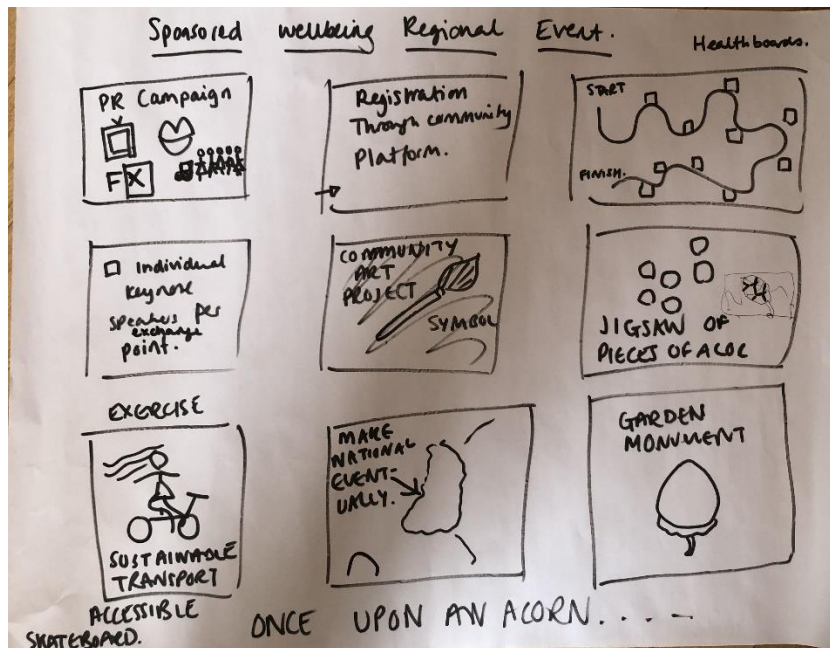 Sponsored wellbeing Regional Event.
Healthboards.
PR Campaign
F X
Registration
Through community
Platform.
START
FINISH.
Individual
Keynote
Speakers per
exchange
point.
COMMUNITY
ART
PROJECT
SYMBOL
JIGSAW OF
PIECES OF ACOC
EXERCISE
SUSTAINABLE
TRANSPORT
ACCESSIBLE
SKATEBOARD.
MAKE
NATIONAL
EVENT-
UALLY.
GARDEN
MONUMENT
ONCE UPON AN ACORN.....